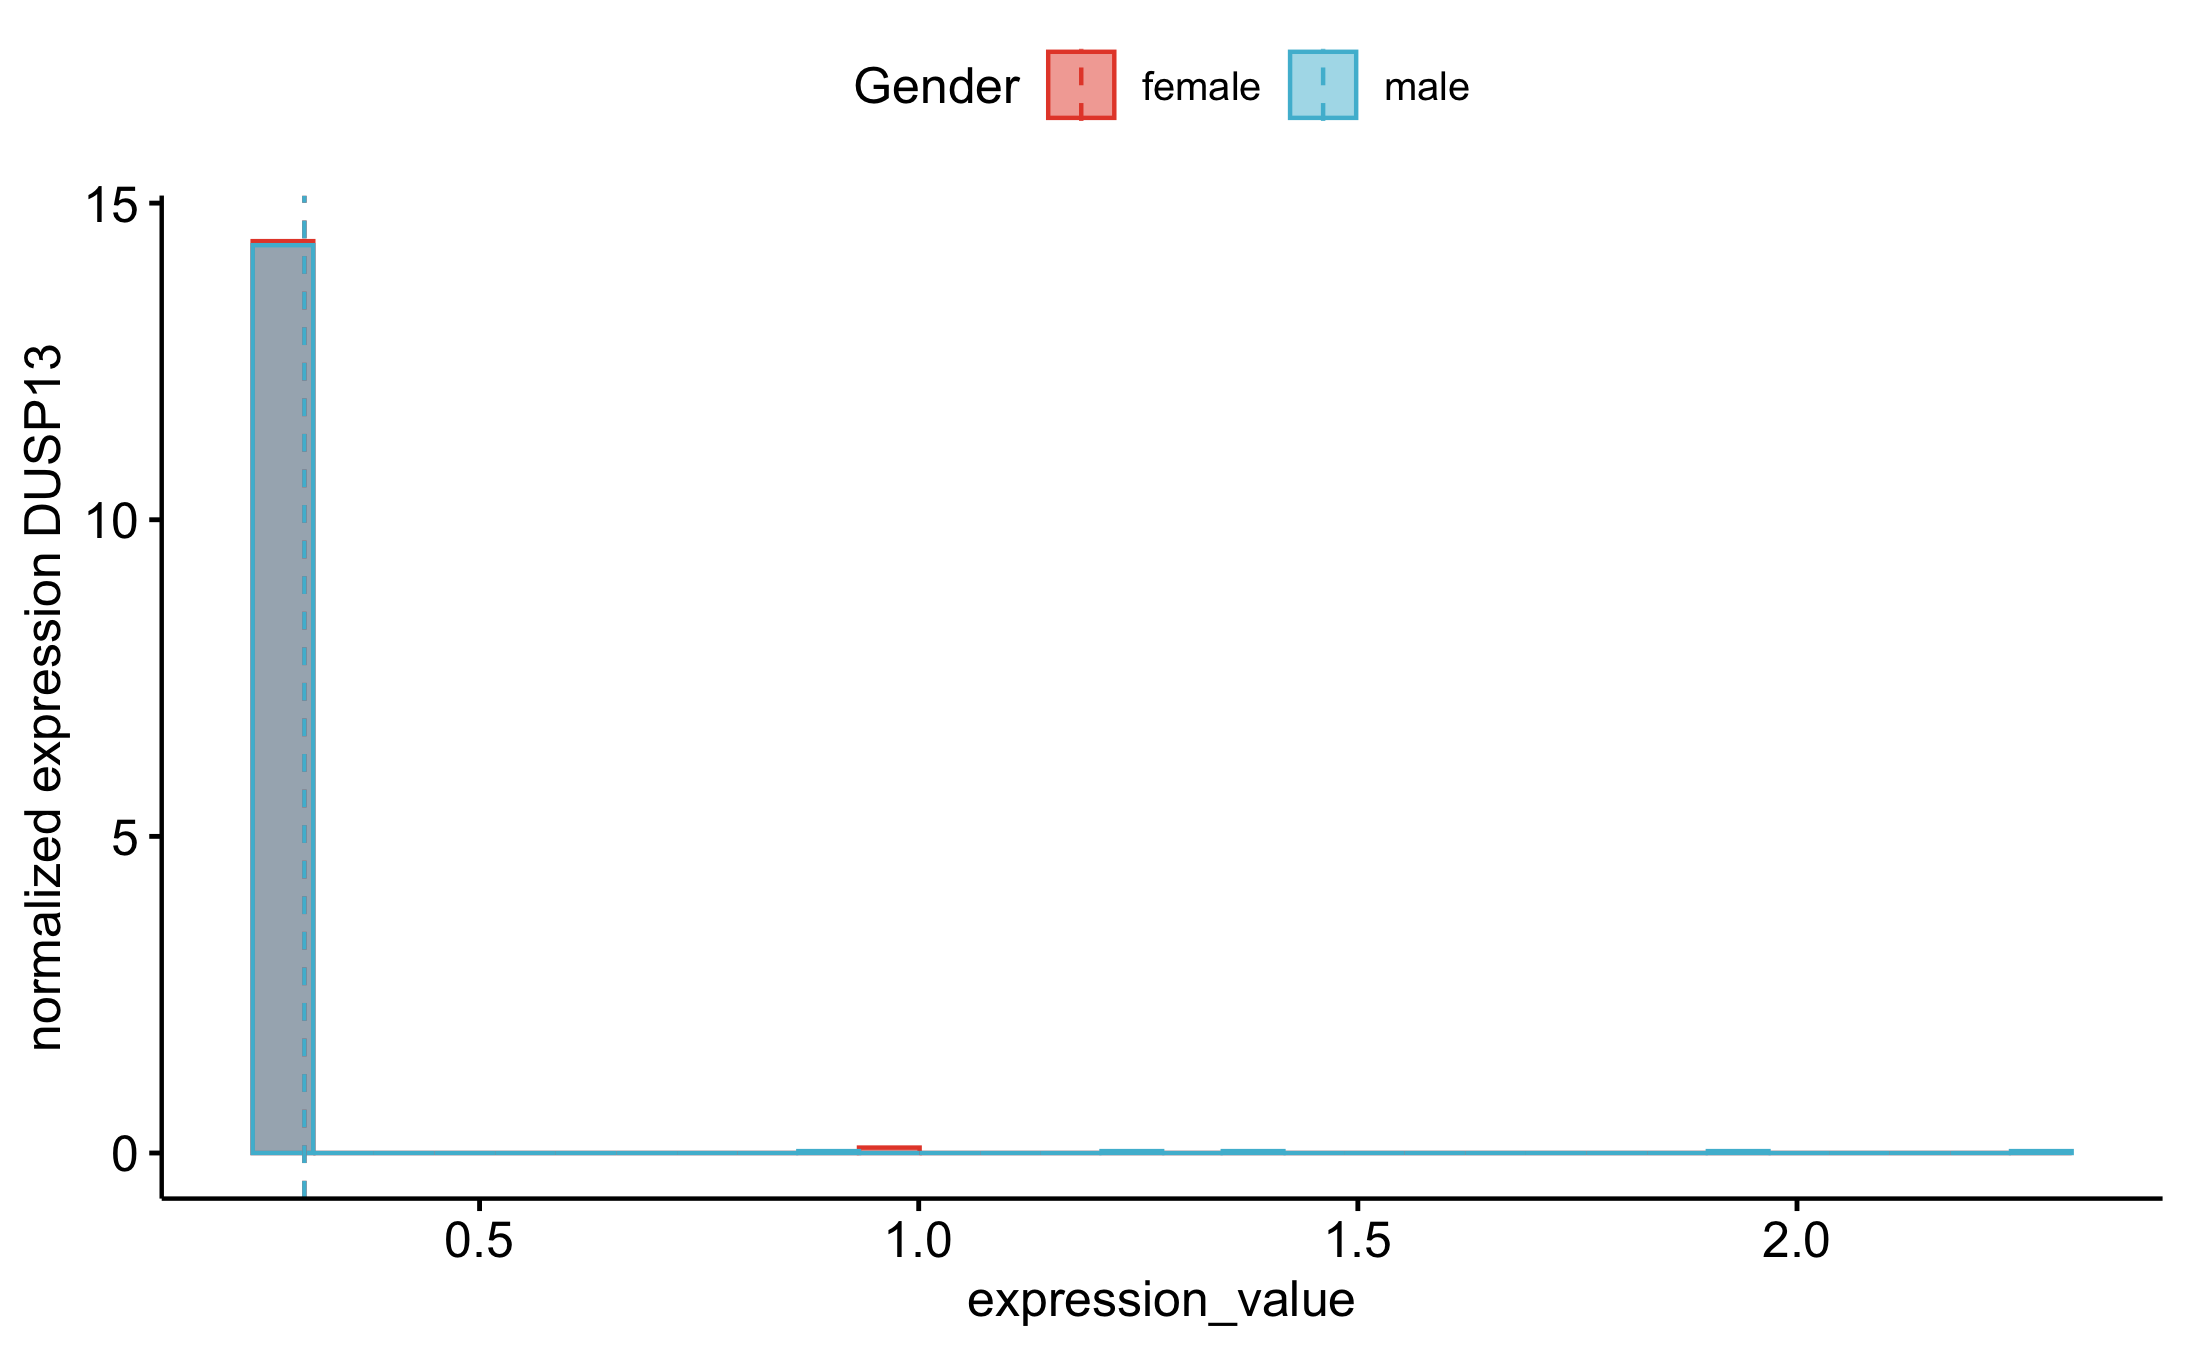 Gender female male
normalized expression DUSP13
15
10
5
0
0.5 1.0 1.5 2.0
expression_value